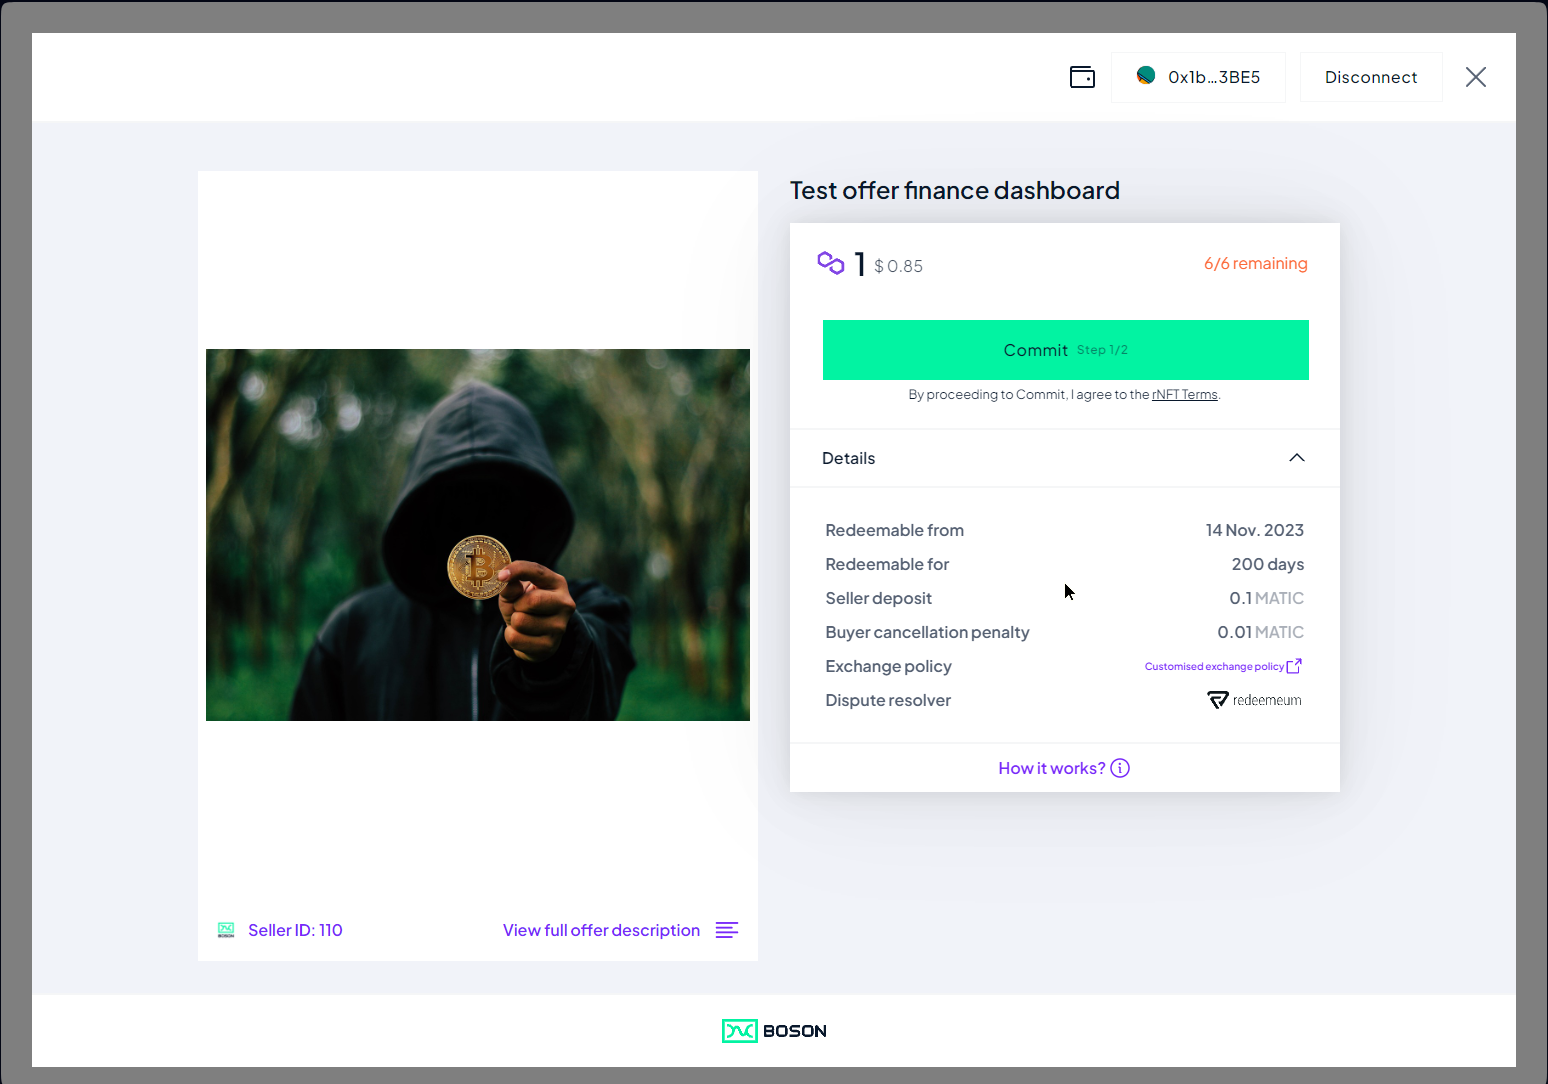 0x1b...3BE5
Disconnect
Test offer finance dashboard
1 $ 0.85
6/6 remaining
Commit Step 1/2
By proceeding to Commit, I agree to the rNFT Terms.
Details
Redeemable from 14 Nov. 2023
Redeemable for 200 days
Seller deposit 0.1 MATIC
Buyer cancellation penalty 0.01 MATIC
Exchange policy Customised exchange policy
Dispute resolver redeemeum
How it works?
Seller ID: 110
View full offer description
BOSON